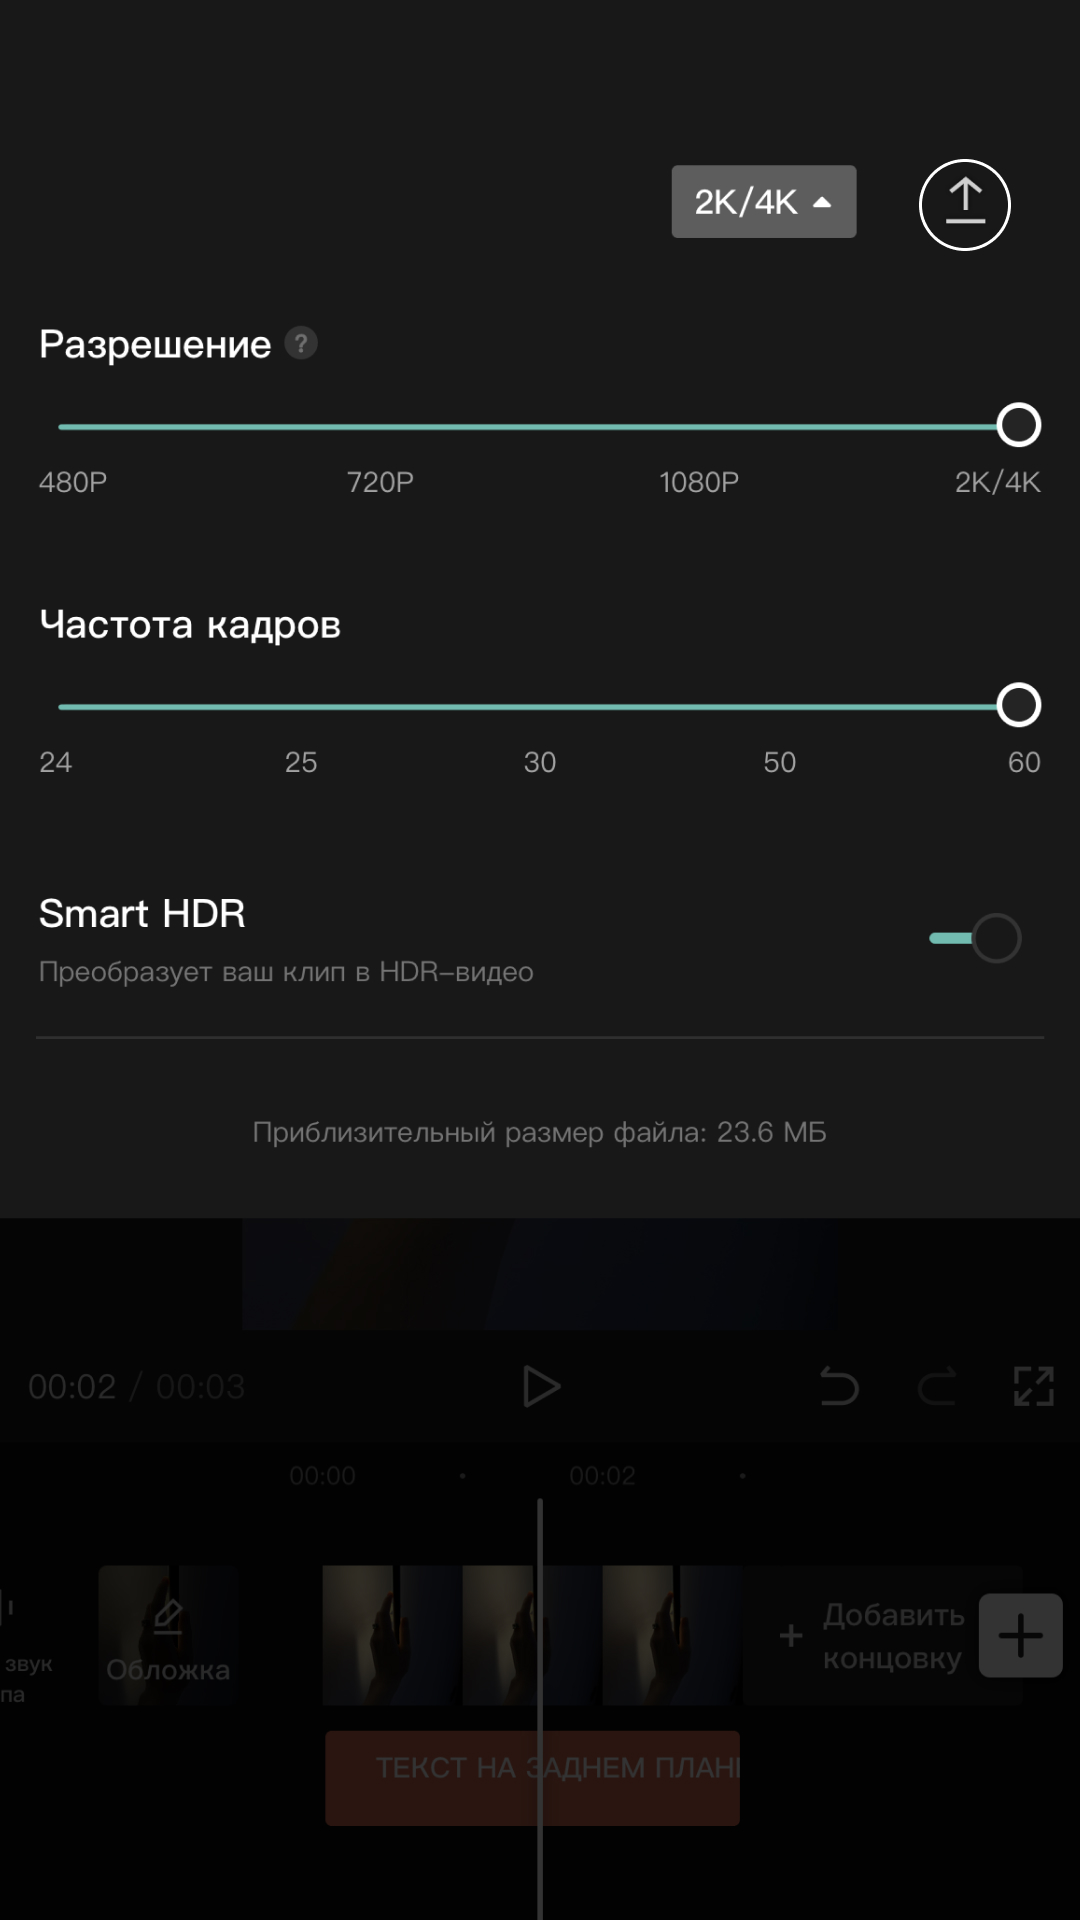 2K/4K
Разрешение ?
480P 720P 1080P 2K/4K
Частота кадров
24 25 30 50 60
Smart HDR
Преобразует ваш клип в HDR-видео
Приблизительный размер файла: 23.6 МБ
00:02 / 00:03
00:00 00:02
звук
па
Обложка
+ Добавить
концовку
ТЕКСТ НА ЗАДНЕМ ПЛАН